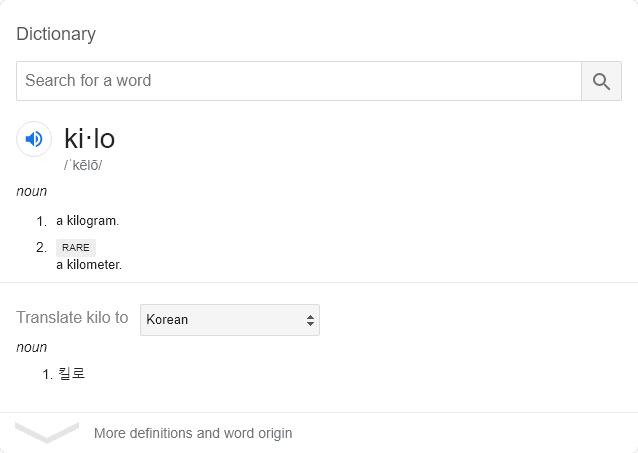 Dictionary
Search for a word
ki·lo
/ˈkēlō/
noun
1. a kilogram.
2. RARE
a kilometer.
Translate kilo to Korean
noun
1. 킬로
More definitions and word origin